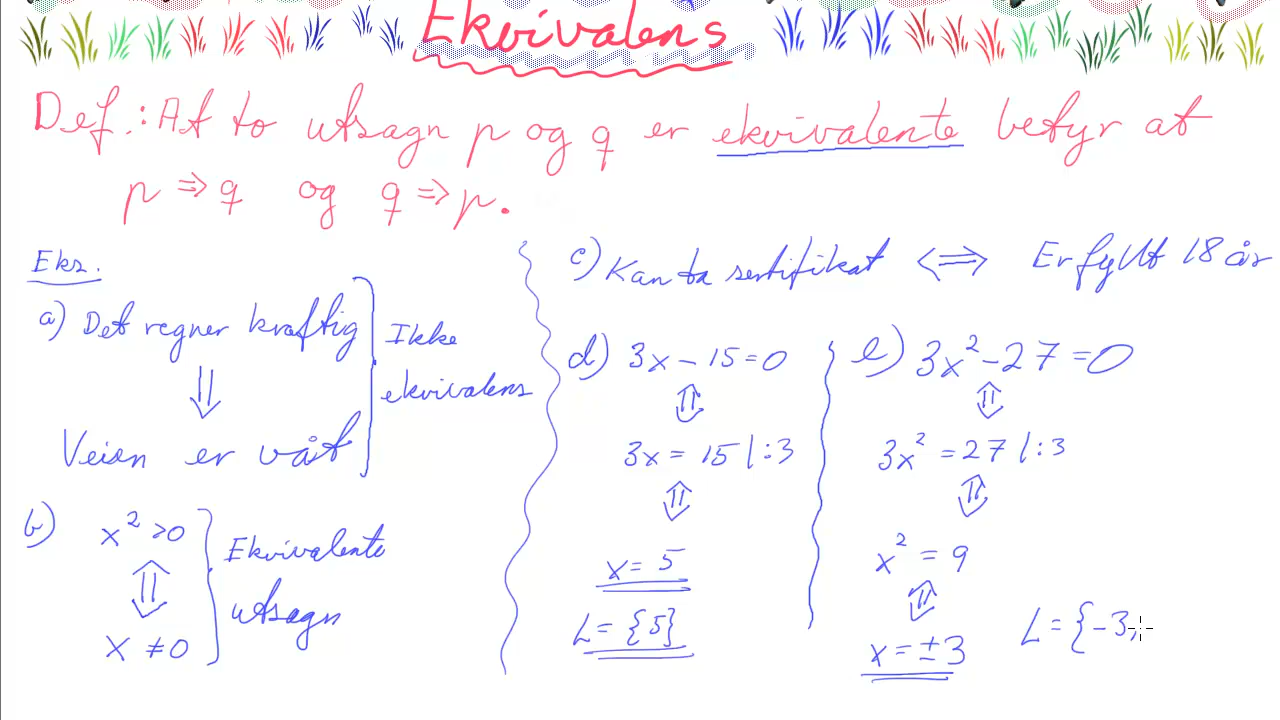 Ekvivalens
Def.: At to utsagn p og q er ekvivalente betyr at
p ⇒ q og q ⇒ p.
Eks.
a) Det regner kraftig
⇓
Veien er våt
Ikke
ekvivalens
b) x² > 0
⇕
x ≠ 0
Ekvivalente
utsagn
c) Kan ta sertifikat ⇔ Er fyllt 18 år
d) 3x − 15 = 0
⇕
3x = 15 | : 3
⇕
x = 5
L = {5}
e) 3x² − 27 = 0
⇕
3x² = 27 | : 3
⇕
x² = 9
⇕
x = ±3
L = {−3,